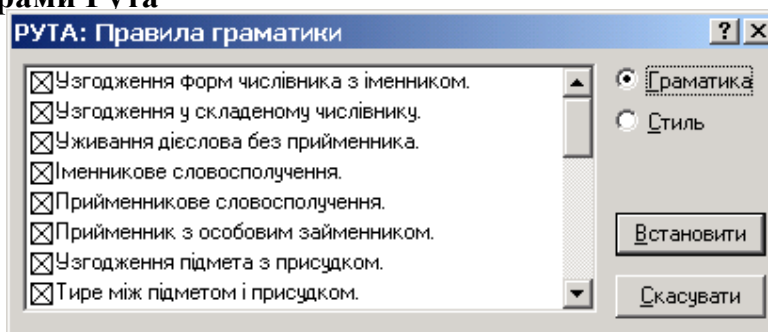 рами Рута
РУТА: Правила граматики
Узгодження форм числівника з іменником.
Узгодження у складеному числівнику.
Уживання дієслова без прийменника.
Іменникове словосполучення.
Прийменникове словосполучення.
Прийменник з особовим займенником.
Узгодження підмета з присудком.
Тире між підметом і присудком.
Граматика
Стиль
Встановити
Скасувати